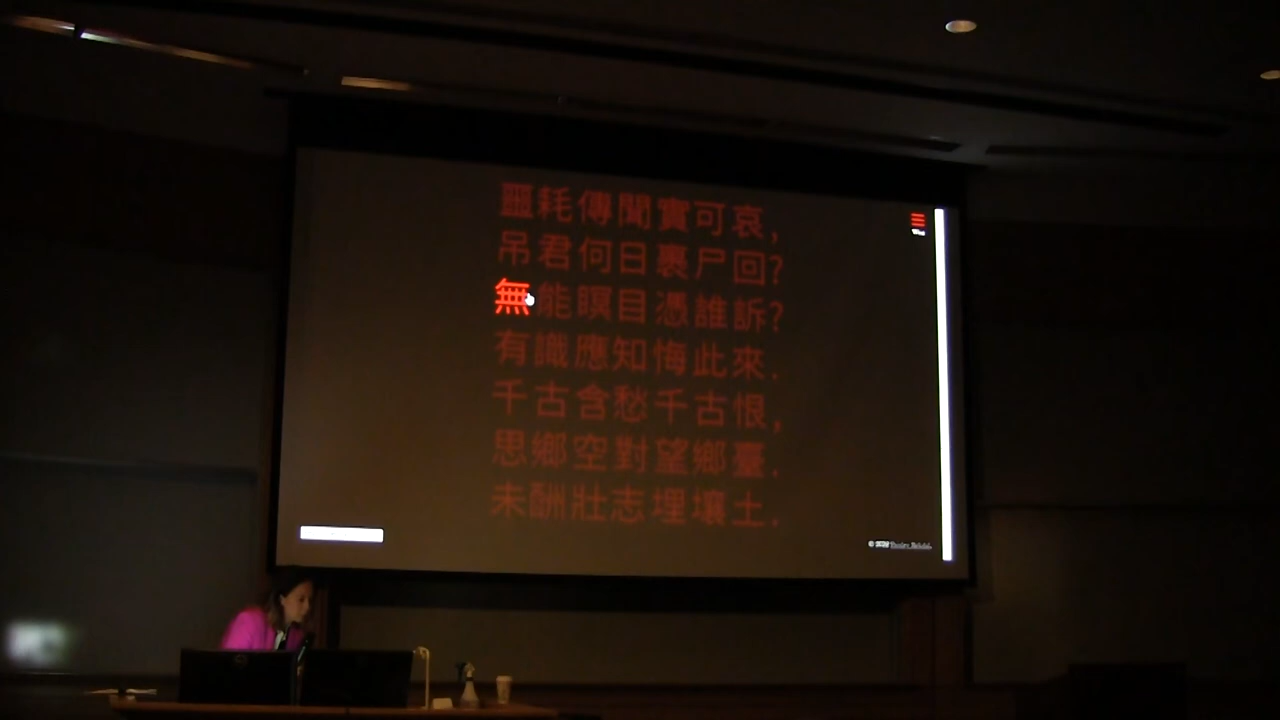 噩耗傳聞實可哀,
吊君何日裹尸回?
無能瞑目憑誰訴?
有識應知悔此來.
千古含愁千古恨,
思鄉空對望鄉臺.
未酬壯志埋壤土.